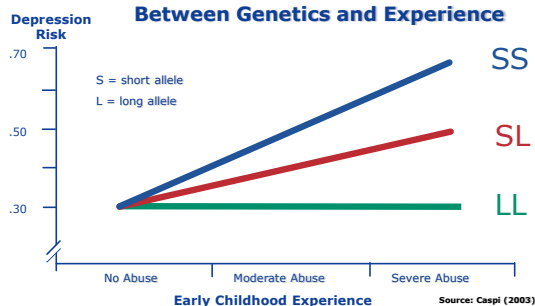 Between Genetics and Experience
Depression
Risk
.70
SS
S = short allele
L = long allele
.50
SL
.30
LL
No Abuse
Moderate Abuse
Severe Abuse
Early Childhood Experience
Source: Caspi (2003)